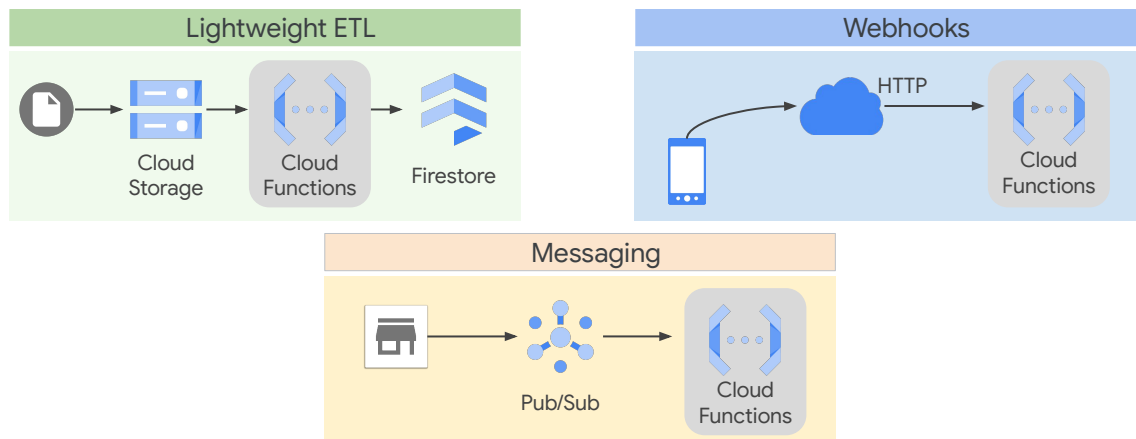 Lightweight ETL
Cloud
Storage
Cloud
Functions
Firestore
Webhooks
HTTP
Cloud
Functions
Messaging
Pub/Sub
Cloud
Functions